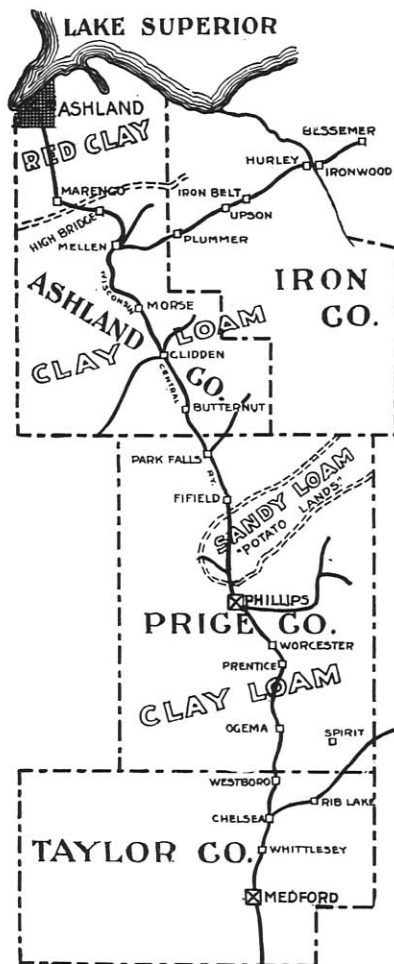 LAKE SUPERIOR
ASHLAND
RED CLAY
BESSEMER
HURLEY
IRONWOOD
MARENGO
IRON BELT
UPSON
HIGH BRIDGE
MELLEN
PLUMMER
IRON
CO.
WISCONSIN
MORSE
ASHLAND
CO.
CLAY LOAM
GLIDDEN
CENTRAL
BUTTERNUT
PARK FALLS
RY.
FIFIELD
SANDY LOAM
"POTATO LANDS."
PHILLIPS
PRICE CO.
WORCESTER
PRENTICE
CLAY LOAM
OGEMA
SPIRIT
WESTBORO
RIB LAKE
CHELSEA
TAYLOR CO.
WHITTLESEY
MEDFORD